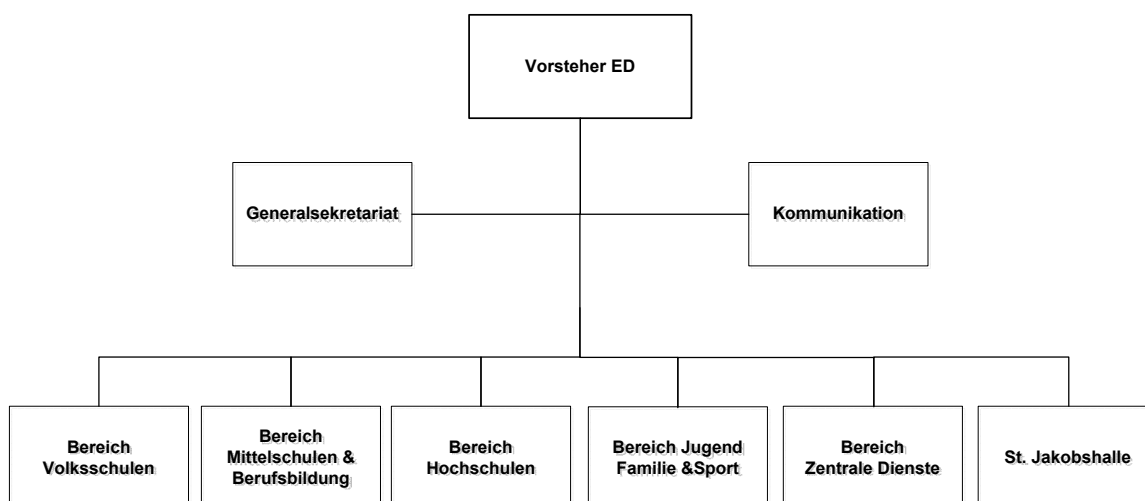 Vorsteher ED
Generalsekretariat
Kommunikation
Bereich
Volksschulen
Bereich
Mittelschulen &
Berufsbildung
Bereich
Hochschulen
Bereich Jugend
Familie &Sport
Bereich
Zentrale Dienste
St. Jakobshalle